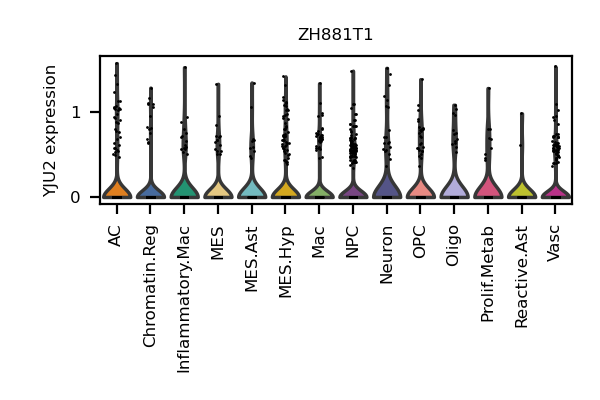 ZH881T1
YJU2 expression
1
0
AC
Chromatin.Reg
Inflammatory.Mac
MES
MES.Ast
MES.Hyp
Mac
NPC
Neuron
OPC
Oligo
Prolif.Metab
Reactive.Ast
Vasc